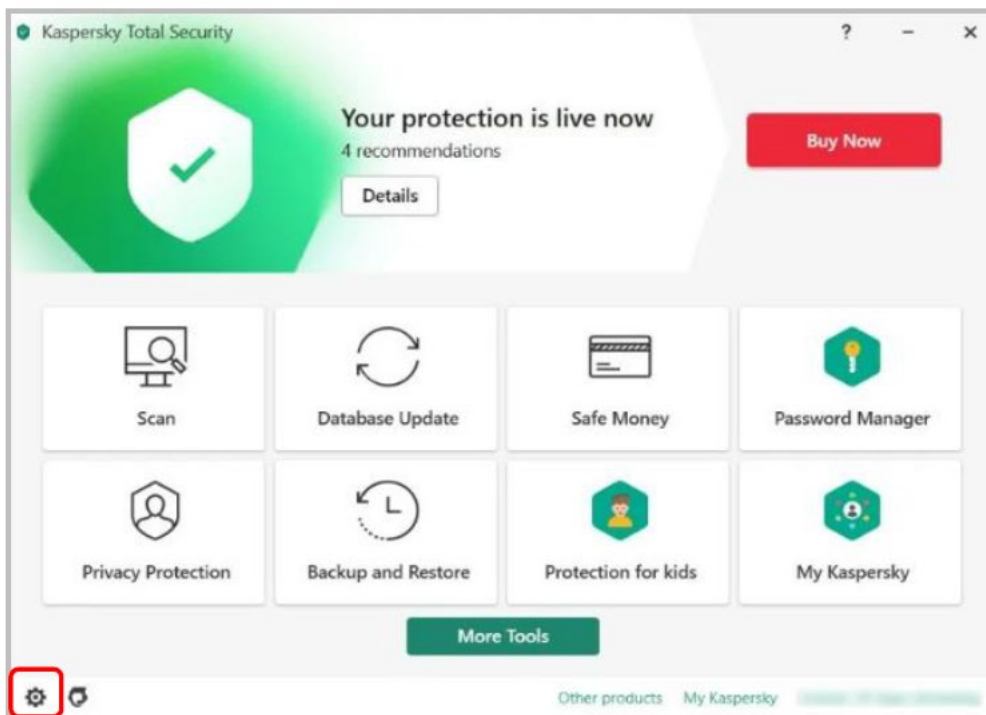 Kaspersky Total Security
?
Your protection is live now
4 recommendations
Details
Buy Now
Scan
Database Update
Safe Money
Password Manager
Privacy Protection
Backup and Restore
Protection for kids
My Kaspersky
More Tools
Other products My Kaspersky